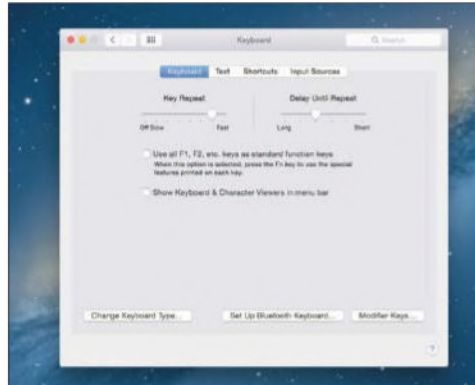 Keyboard
Search
Keyboard Text Shortcuts Input Sources
Key Repeat
Delay Until Repeat
Off Slow Fast
Long Short
Use all F1, F2, etc. keys as standard function keys
When this option is selected, press the Fn key to use the special
features printed on each key.
Show Keyboard & Character Viewers in menu bar
Change Keyboard Type...
Set Up Bluetooth Keyboard...
Modifier Keys...
?